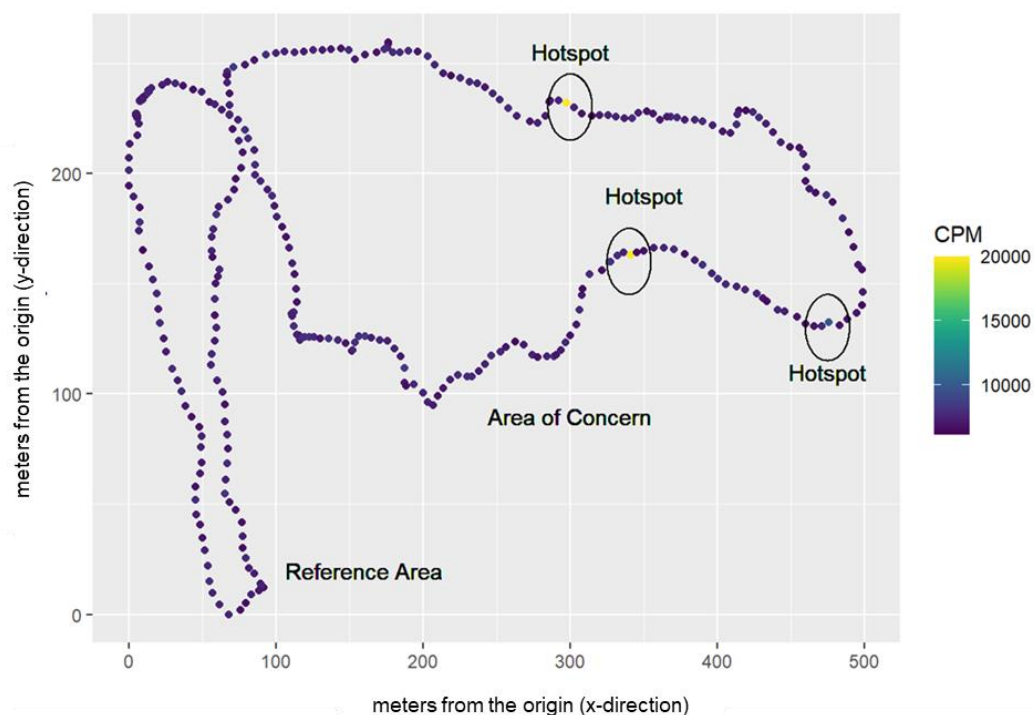 Hotspot
Hotspot
Hotspot
Area of Concern
Reference Area
200
100
0
0
100
200
300
400
500
meters from the origin (y-direction)
meters from the origin (x-direction)
CPM
20000
15000
10000